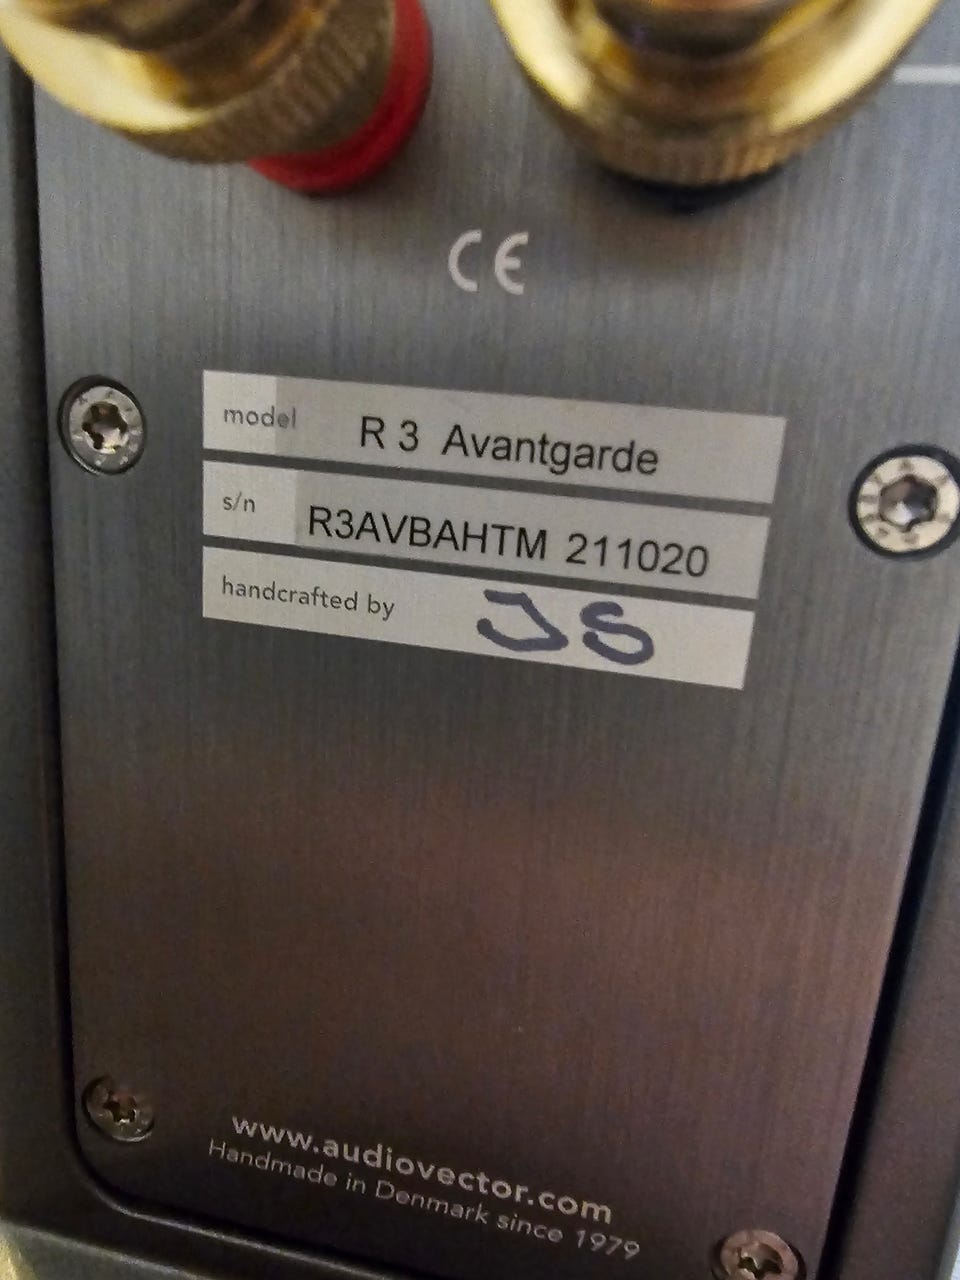 CE
model R 3 Avantgarde
s/n R3AVBAHTM 211020
handcrafted by JS
www.audiovector.com
Handmade in Denmark since 1979